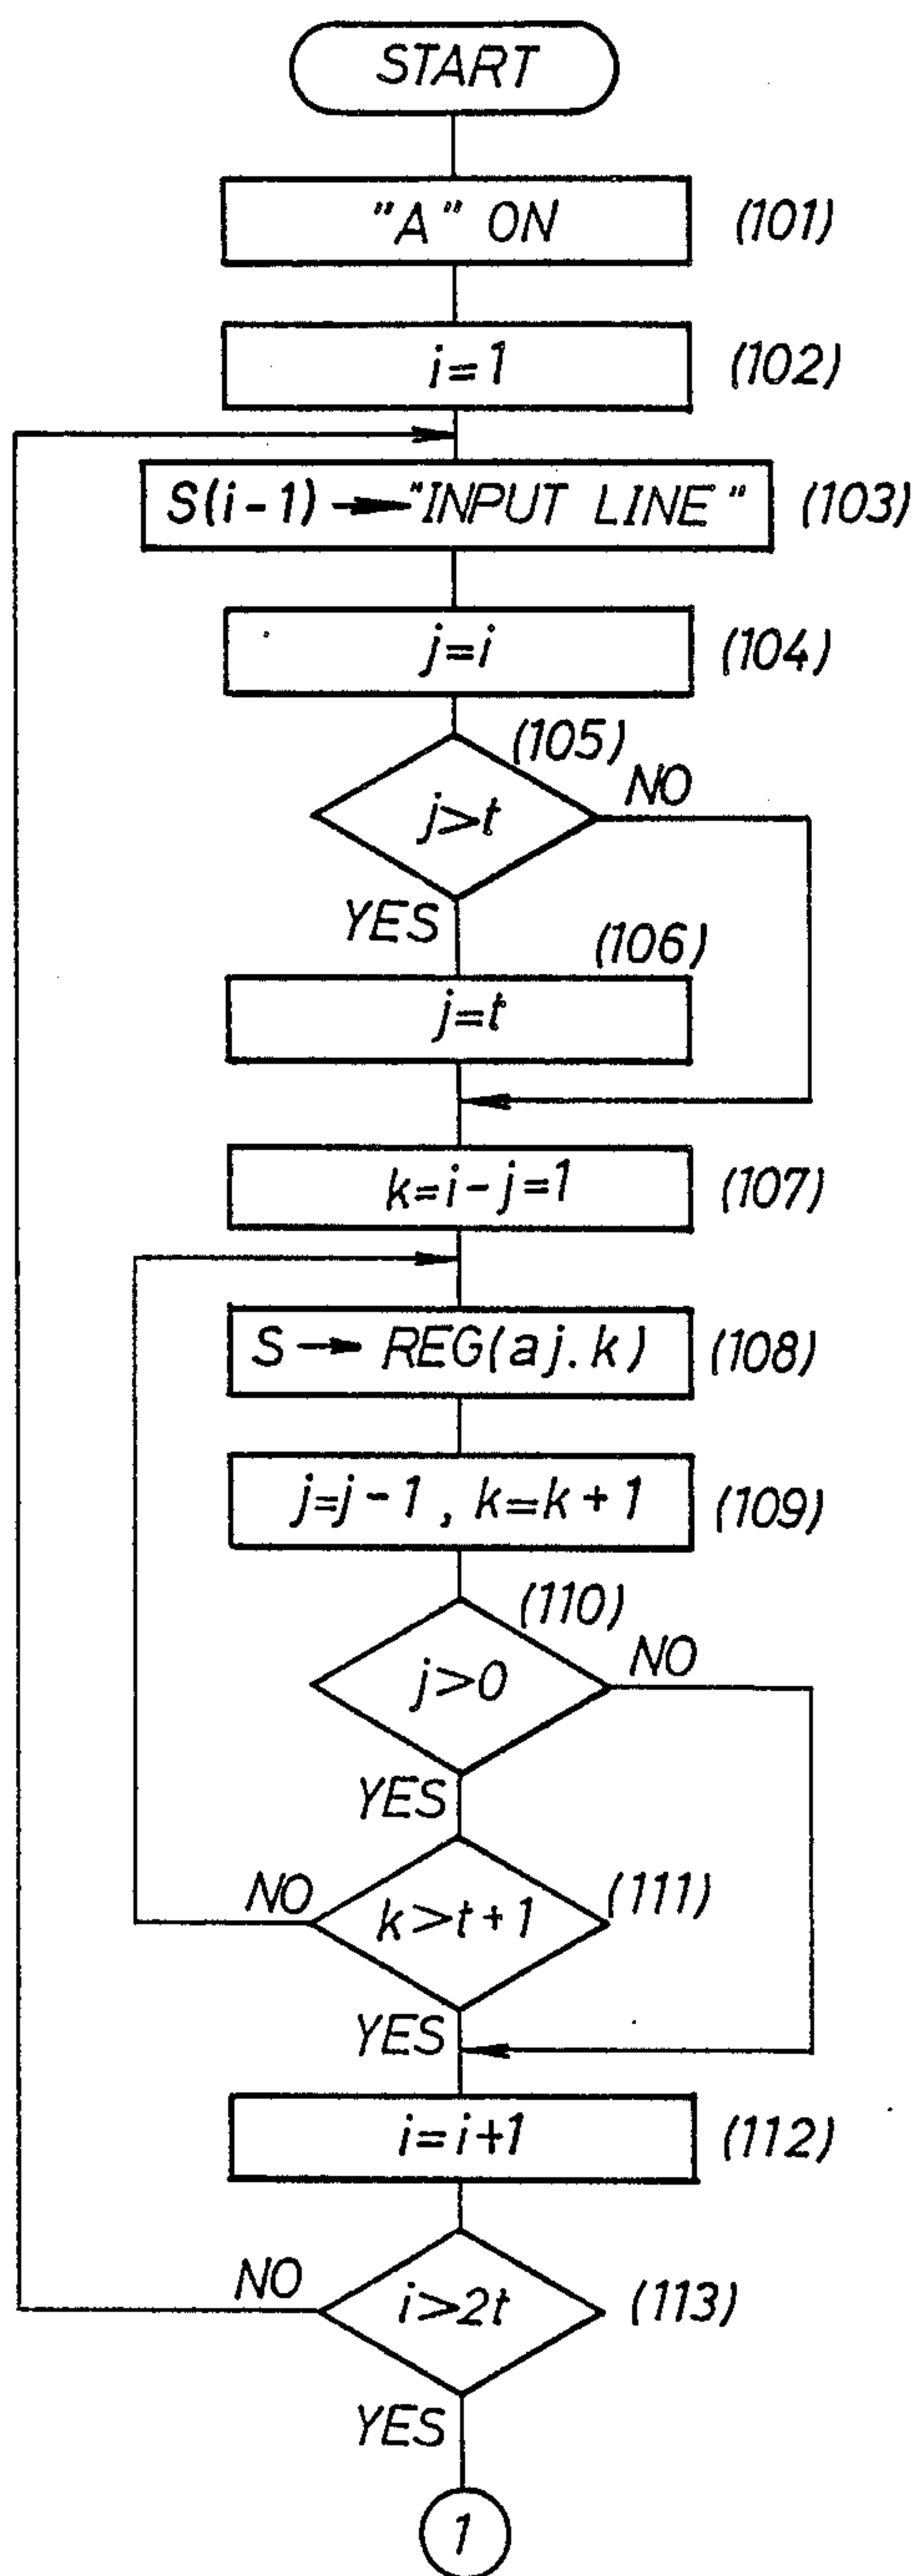 START
"A" ON (101)
i=1 (102)
S(i-1) → "INPUT LINE" (103)
j=i (104)
(105)
j>t NO
YES
(106)
j=t
k=i-j=1 (107)
S → REG(aj.k) (108)
j=j-1, k=k+1 (109)
(110)
j>0 NO
YES
NO k>t+1 (111)
YES
i=i+1 (112)
NO i>2t (113)
YES
1